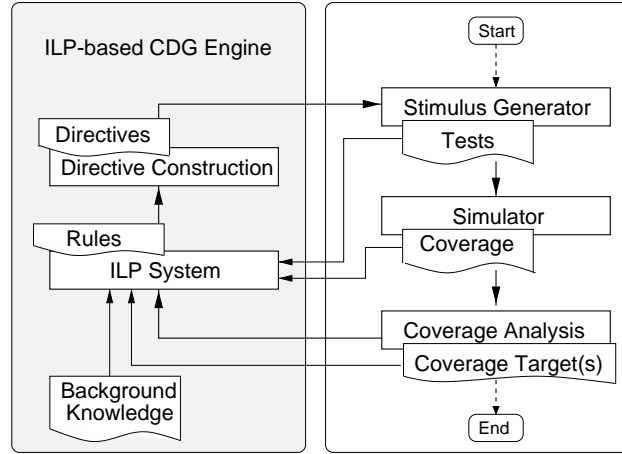 ILP-based CDG Engine
Directives
Directive Construction
Rules
ILP System
Background
Knowledge
Start
Stimulus Generator
Tests
Simulator
Coverage
Coverage Analysis
Coverage Target(s)
End